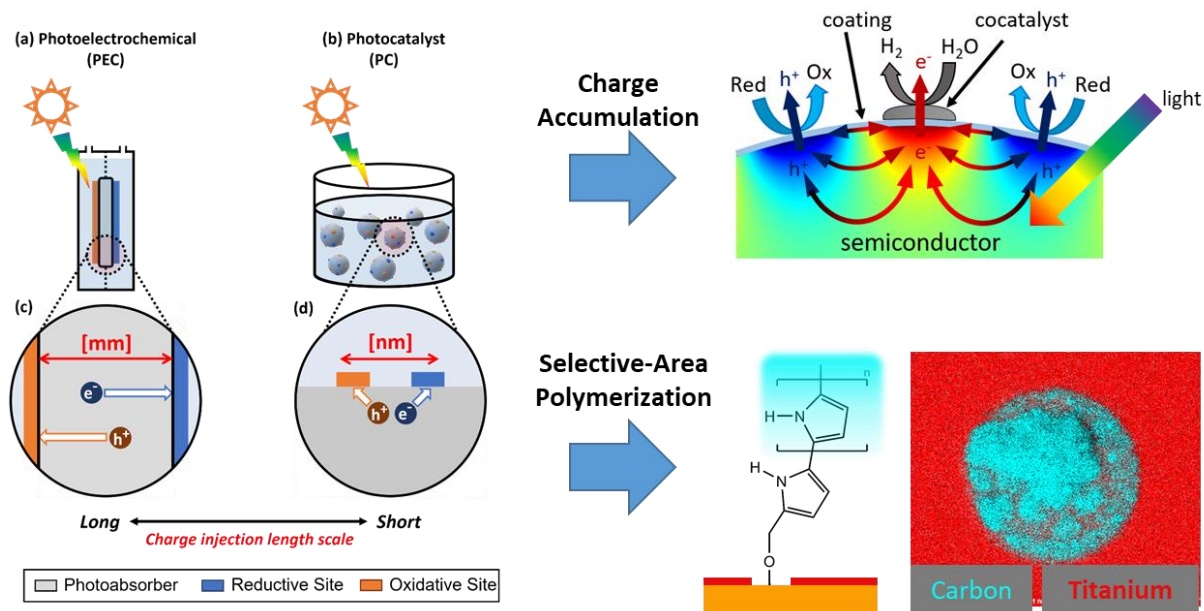 (a) Photoelectrochemical
(PEC)
(b) Photocatalyst
(PC)
(c)
[mm]
e⁻
h⁺
(d)
[nm]
h⁺
e⁻
Long
Short
Charge injection length scale
Photoabsorber
Reductive Site
Oxidative Site
Charge
Accumulation
coating
cocatalyst
H₂
H₂O
e⁻
Red
Ox
h⁺
Ox
Red
h⁺
light
h⁺
e⁻
h⁺
semiconductor
Selective-Area
Polymerization
n
H
N
H
N
O
Carbon
Titanium